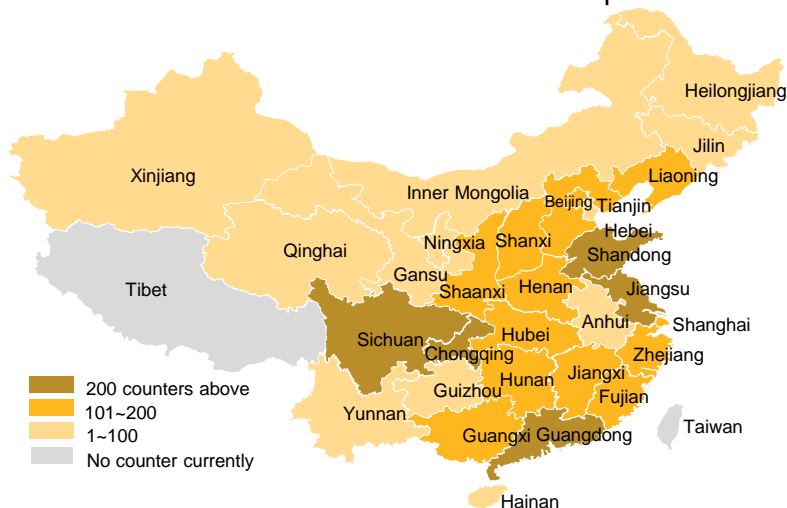 Heilongjiang
Jilin
Liaoning
Xinjiang
Inner Mongolia
Beijing
Tianjin
Hebei
Ningxia
Shanxi
Shandong
Qinghai
Gansu
Tibet
Shaanxi
Henan
Jiangsu
Anhui
Shanghai
Sichuan
Hubei
Chongqing
Zhejiang
Hunan
Jiangxi
Guizhou
Fujian
Yunnan
Guangxi
Guangdong
Taiwan
Hainan
200 counters above
101~200
1~100
No counter currently